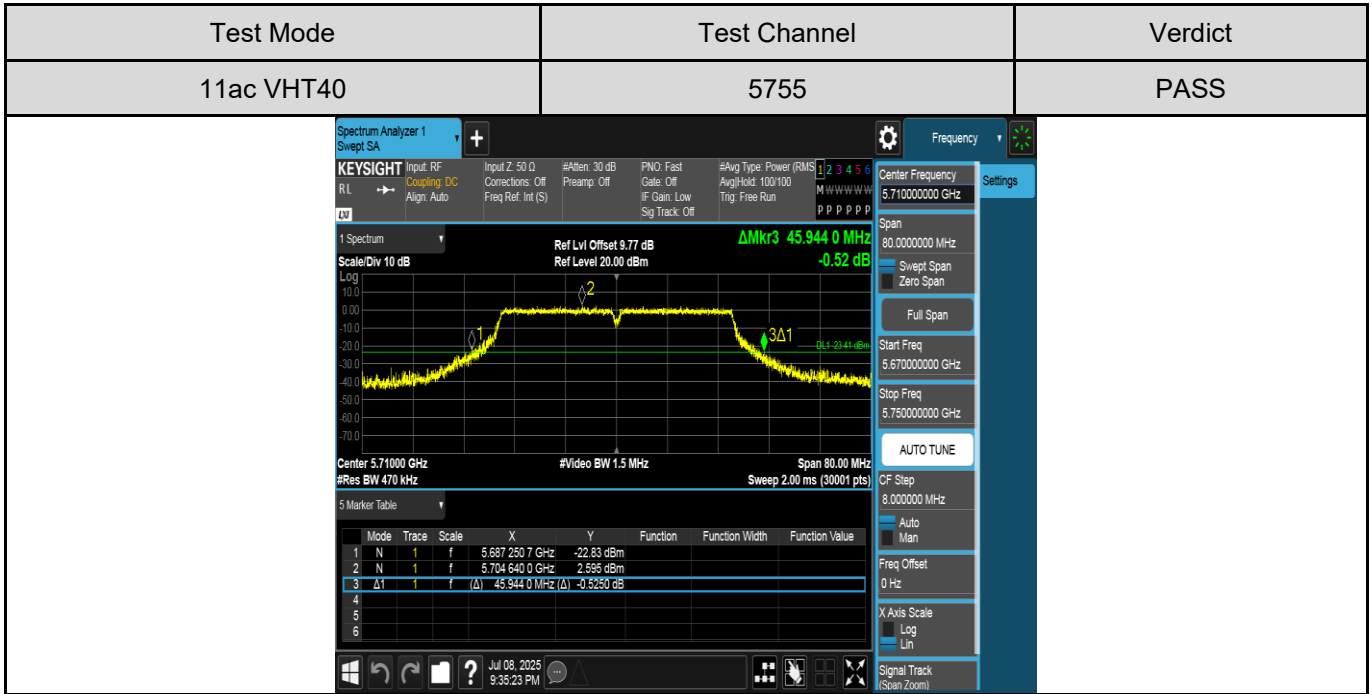 Test Mode Test Channel Verdict
11ac VHT40 5755 PASS
Spectrum Analyzer 1
Swept SA
+
Frequency
KEYSIGHT Input: RF Input Z: 50 Ω #Atten: 30 dB PNO: Fast #Avg Type: Power (RMS 1 2 3 4 5 6
RL Coupling: DC Corrections: Off Preamp: Off Gate: Off Avg|Hold: 100/100 M W W W W W
Align: Auto Freq Ref: Int (S) IF Gain: Low Trig: Free Run
LXI Sig Track: Off P P P P P P
1 Spectrum Ref Lvl Offset 9.77 dB ΔMkr3 45.944 0 MHz
Scale/Div 10 dB Ref Level 20.00 dBm -0.52 dB
Log
10.0
0.00
-10.0
-20.0
-30.0
-40.0
-50.0
-60.0
-70.0
1
2
3Δ1
DL1 -23.41 dBm
Center 5.71000 GHz #Video BW 1.5 MHz Span 80.00 MHz
#Res BW 470 kHz Sweep 2.00 ms (30001 pts)
5 Marker Table
Mode Trace Scale X Y Function Function Width Function Value
1 N 1 f 5.687 250 7 GHz -22.83 dBm
2 N 1 f 5.704 640 0 GHz 2.595 dBm
3 Δ1 1 f (Δ) 45.944 0 MHz (Δ) -0.5250 dB
4
5
6
? Jul 08, 2025
9:35:23 PM
Center Frequency
5.710000000 GHz
Settings
Span
80.0000000 MHz
Swept Span
Zero Span
Full Span
Start Freq
5.670000000 GHz
Stop Freq
5.750000000 GHz
AUTO TUNE
CF Step
8.000000 MHz
Auto
Man
Freq Offset
0 Hz
X Axis Scale
Log
Lin
Signal Track
(Span Zoom)